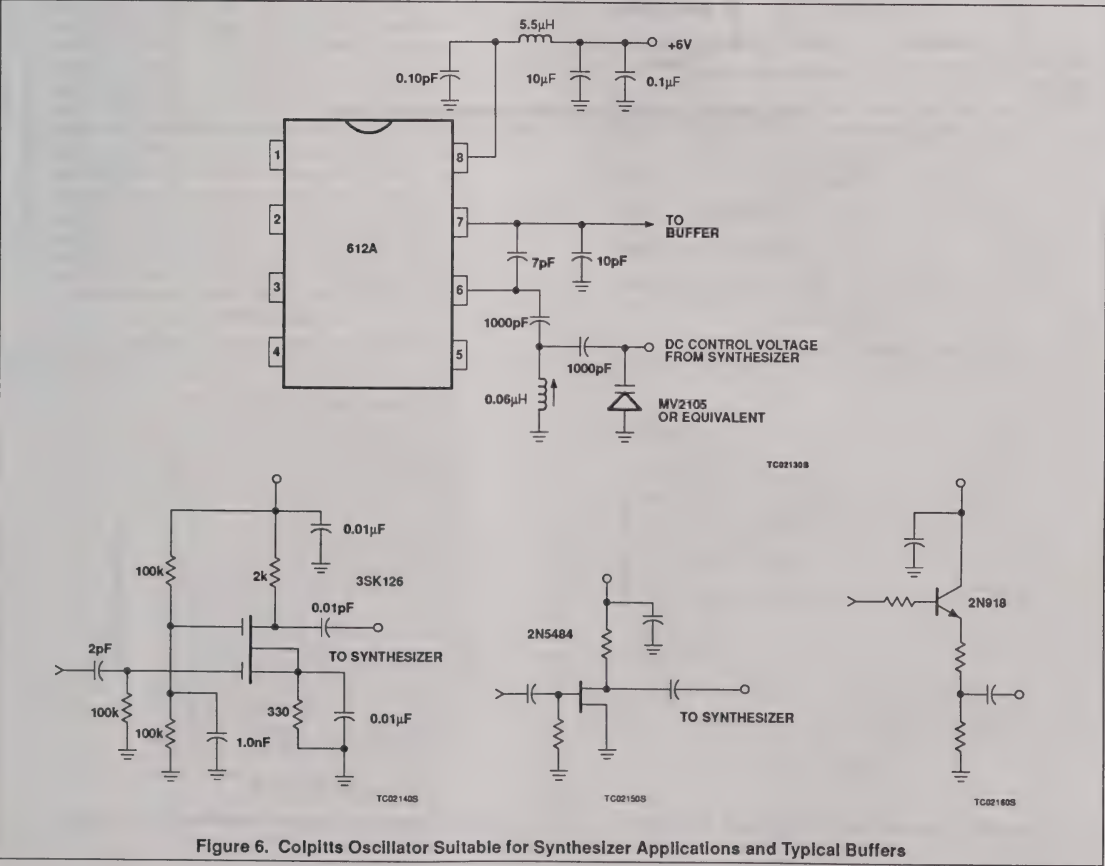 5.5µH
+6V
0.10pF
10µF
0.1µF
1
8
2
7
TO
BUFFER
612A
7pF
10pF
3
6
1000pF
4
5
DC CONTROL VOLTAGE
FROM SYNTHESIZER
1000pF
0.06µH
MV2105
OR EQUIVALENT
TC02130S
0.01µF
100k
2k
3SK126
0.01pF
TO SYNTHESIZER
2pF
100k
100k
1.0nF
330
0.01µF
TC02140S
2N5484
TO SYNTHESIZER
TC02150S
2N918
TC02160S
Figure 6. Colpitts Oscillator Suitable for Synthesizer Applications and Typical Buffers